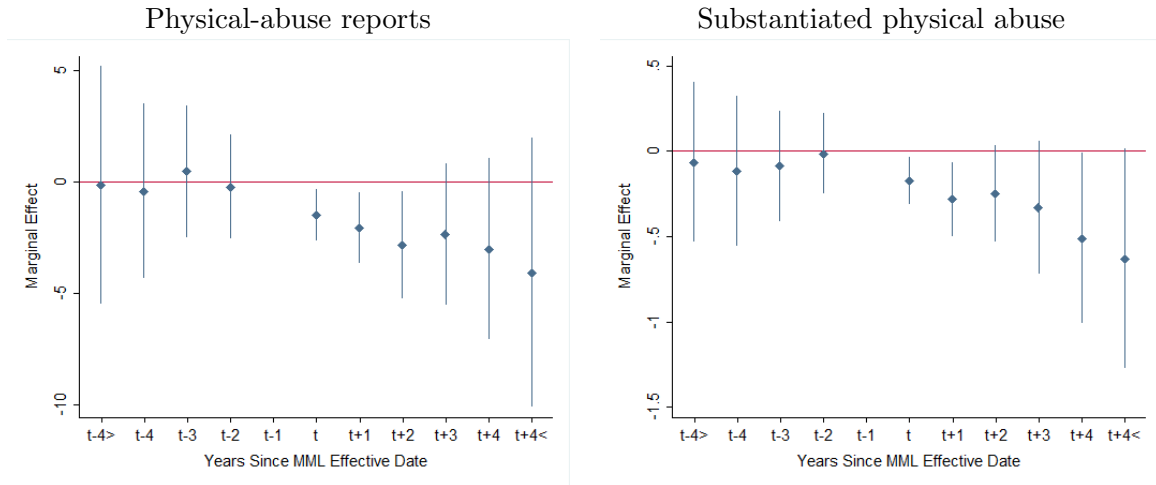 Physical-abuse reports
Marginal Effect
5
0
-5
-10
t-4> t-4 t-3 t-2 t-1 t t+1 t+2 t+3 t+4 t+4<
Years Since MML Effective Date
Substantiated physical abuse
Marginal Effect
.5
0
-.5
-1
-1.5
t-4> t-4 t-3 t-2 t-1 t t+1 t+2 t+3 t+4 t+4<
Years Since MML Effective Date